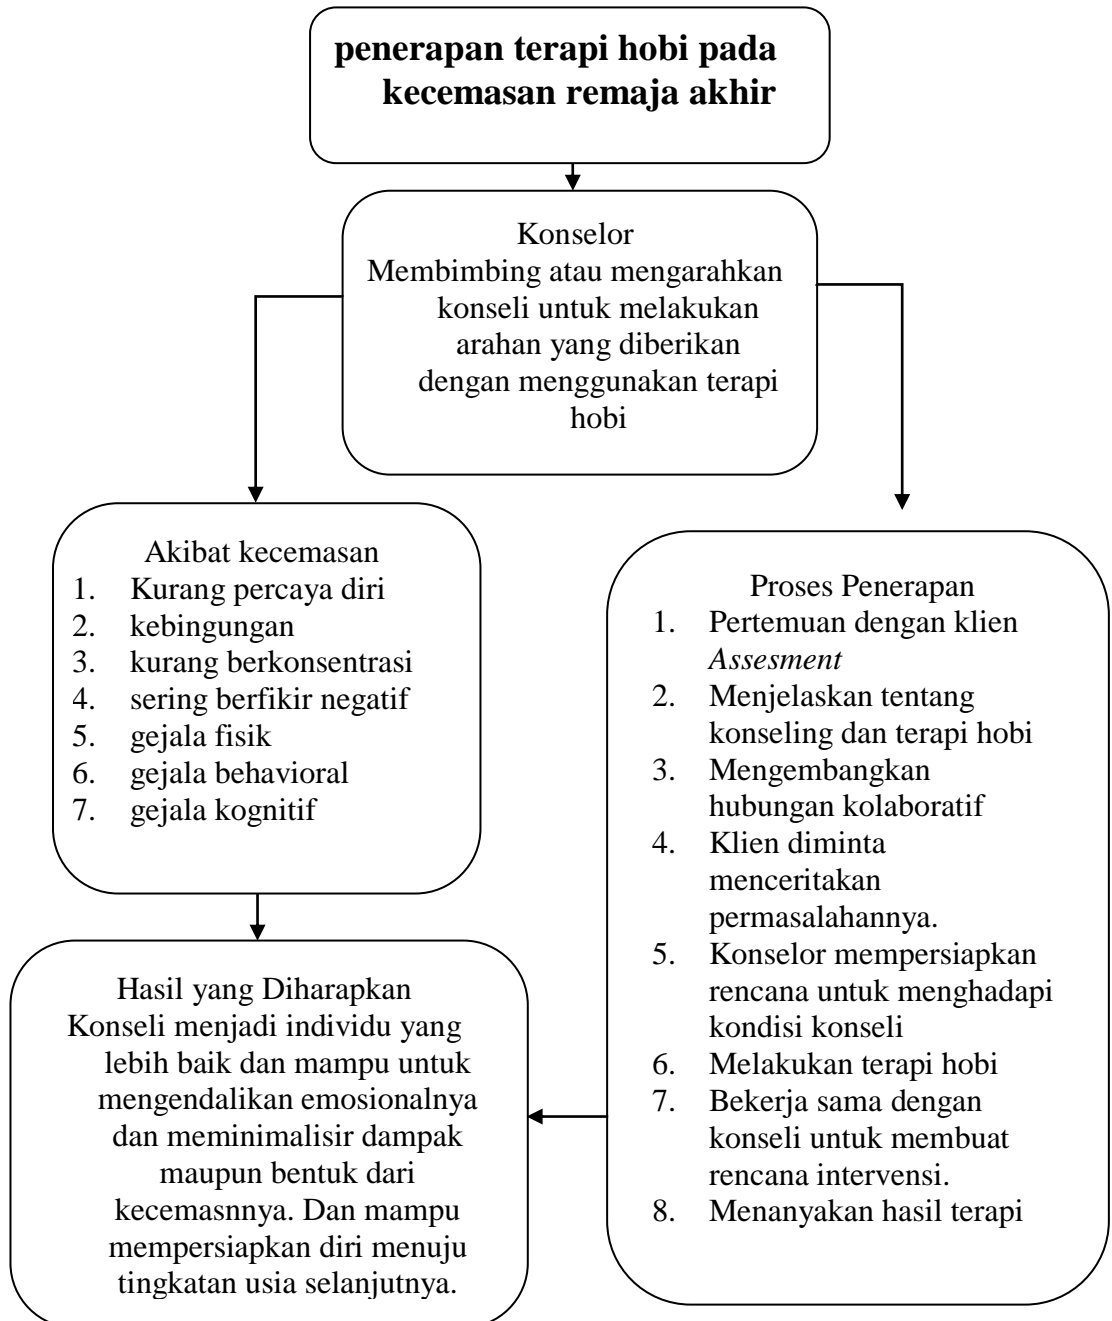 penerapan terapi hobi pada
kecemasan remaja akhir
Konselor
Membimbing atau mengarahkan
konseli untuk melakukan
arahan yang diberikan
dengan menggunakan terapi
hobi
Akibat kecemasan
1. Kurang percaya diri
2. kebingungan
3. kurang berkonsentrasi
4. sering berfikir negatif
5. gejala fisik
6. gejala behavioral
7. gejala kognitif
Proses Penerapan
1. Pertemuan dengan klien
Assesment
2. Menjelaskan tentang
konseling dan terapi hobi
3. Mengembangkan
hubungan kolaboratif
4. Klien diminta
menceritakan
permasalahannya.
5. Konselor mempersiapkan
rencana untuk menghadapi
kondisi konseli
6. Melakukan terapi hobi
7. Bekerja sama dengan
konseli untuk membuat
rencana intervensi.
8. Menanyakan hasil terapi
Hasil yang Diharapkan
Konseli menjadi individu yang
lebih baik dan mampu untuk
mengendalikan emosionalnya
dan meminimalisir dampak
maupun bentuk dari
kecemasnnya. Dan mampu
mempersiapkan diri menuju
tingkatan usia selanjutnya.